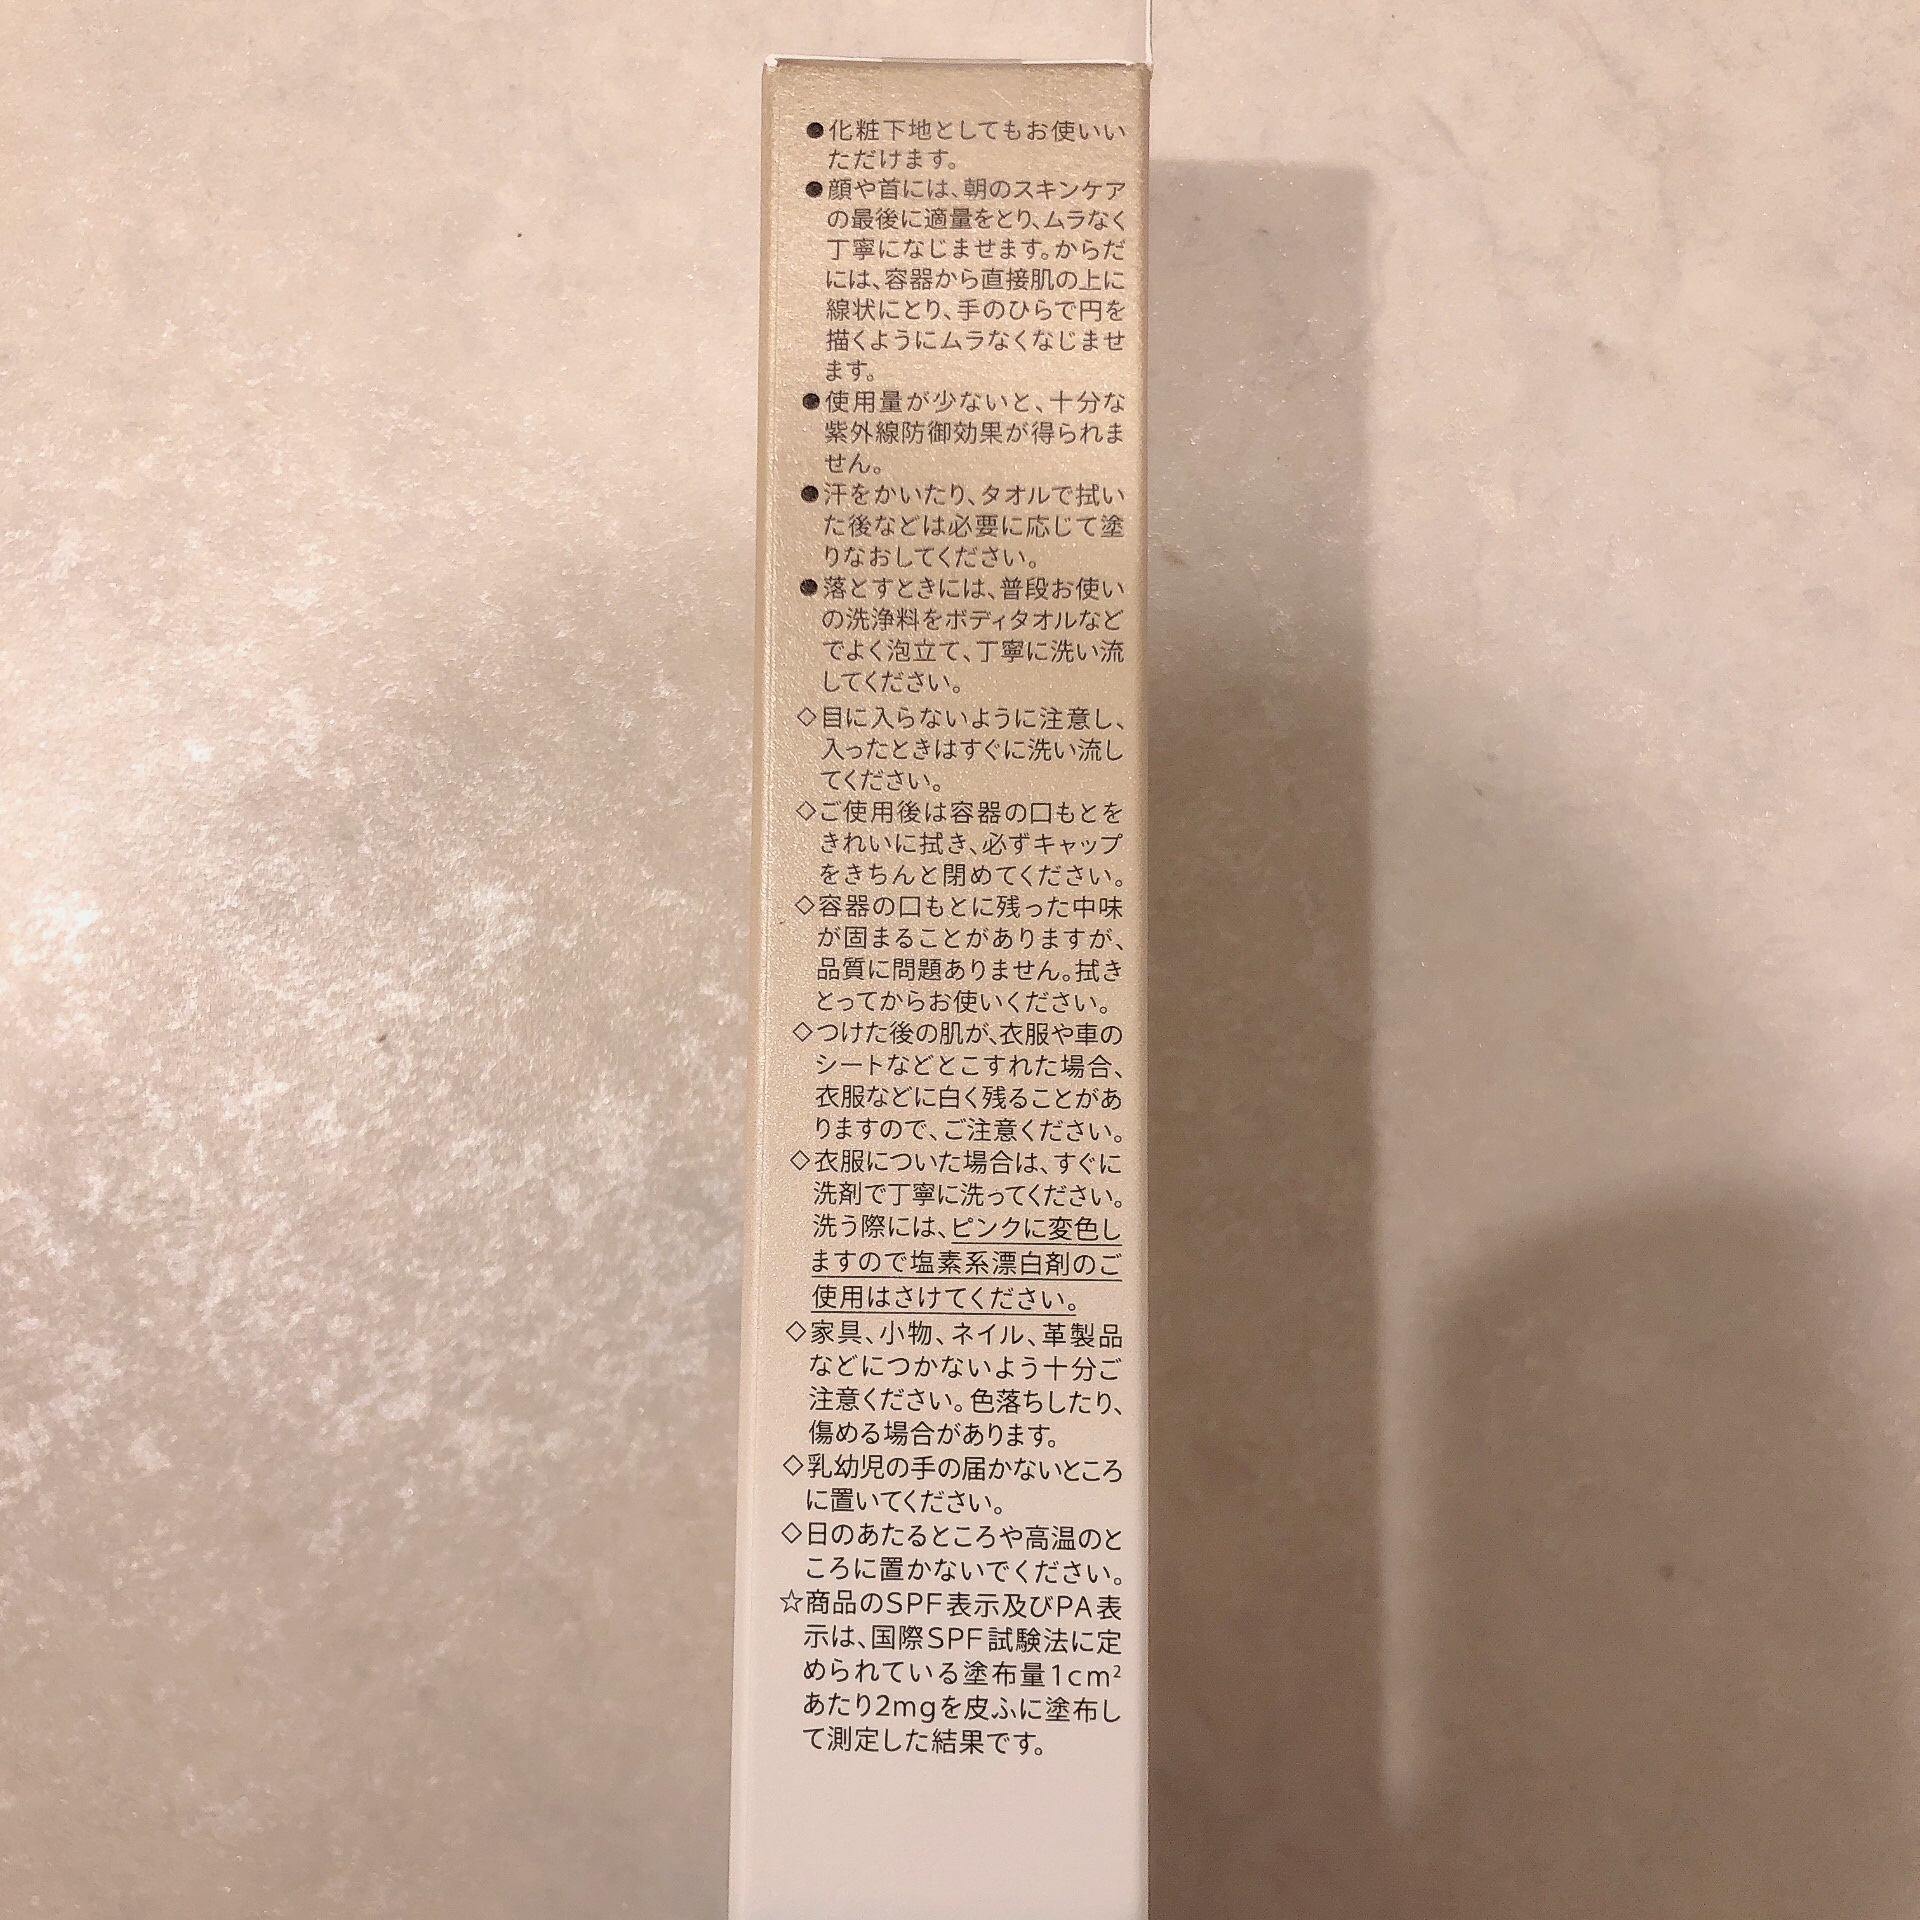 ●化粧下地としてもお使いい
ただけます。
●顔や首には、朝のスキンケア
の最後に適量をとり、ムラなく
丁寧になじませます。からだ
には、容器から直接肌の上に
線状にとり、手のひらで円を
描くようにムラなくなじませ
ます。
●使用量が少ないと、十分な
紫外線防御効果が得られま
せん。
●汗をかいたり、タオルで拭い
た後などは必要に応じて塗
りなおしてください。
●落とすときには、普段お使い
の洗浄料をボディタオルなど
でよく泡立て、丁寧に洗い流
してください。
◇目に入らないように注意し、
入ったときはすぐに洗い流し
てください。
◇ご使用後は容器の口もとを
きれいに拭き、必ずキャップ
をきちんと閉めてください。
◇容器の口もとに残った中味
が固まることがありますが、
品質に問題ありません。拭き
とってからお使いください。
◇つけた後の肌が、衣服や車の
シートなどとこすれた場合、
衣服などに白く残ることがあ
りますので、ご注意ください。
◇衣服についた場合は、すぐに
洗剤で丁寧に洗ってください。
洗う際には、ピンクに変色し
ますので塩素系漂白剤のご
使用はさけてください。
◇家具、小物、ネイル、革製品
などにつかないよう十分ご
注意ください。色落ちしたり、
傷める場合があります。
◇乳幼児の手の届かないところ
に置いてください。
◇日のあたるところや高温のと
ころに置かないでください。
☆商品のSPF表示及びPA表
示は、国際SPF試験法に定
められている塗布量1cm²
あたり2mgを皮ふに塗布し
て測定した結果です。